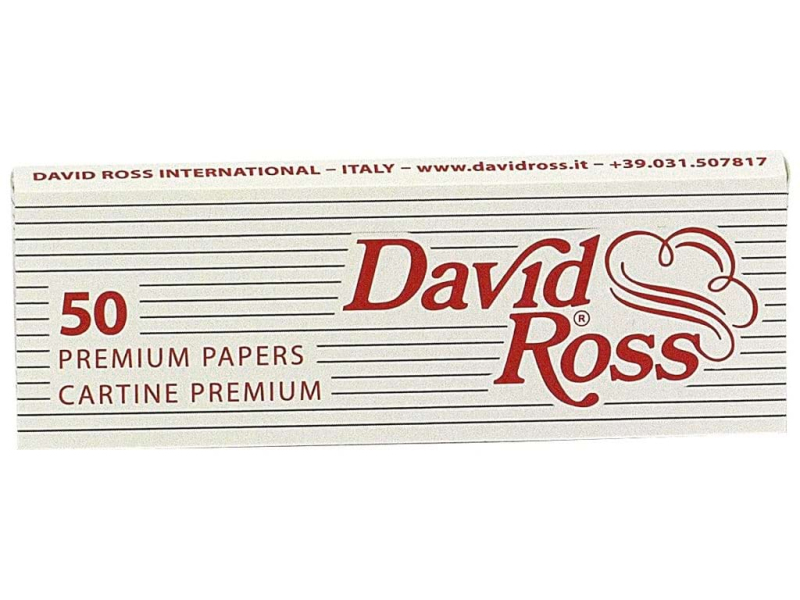 DAVID ROSS INTERNATIONAL – ITALY – www.davidross.it – +39.031.507817
David
Ross®
50
PREMIUM PAPERS
CARTINE PREMIUM